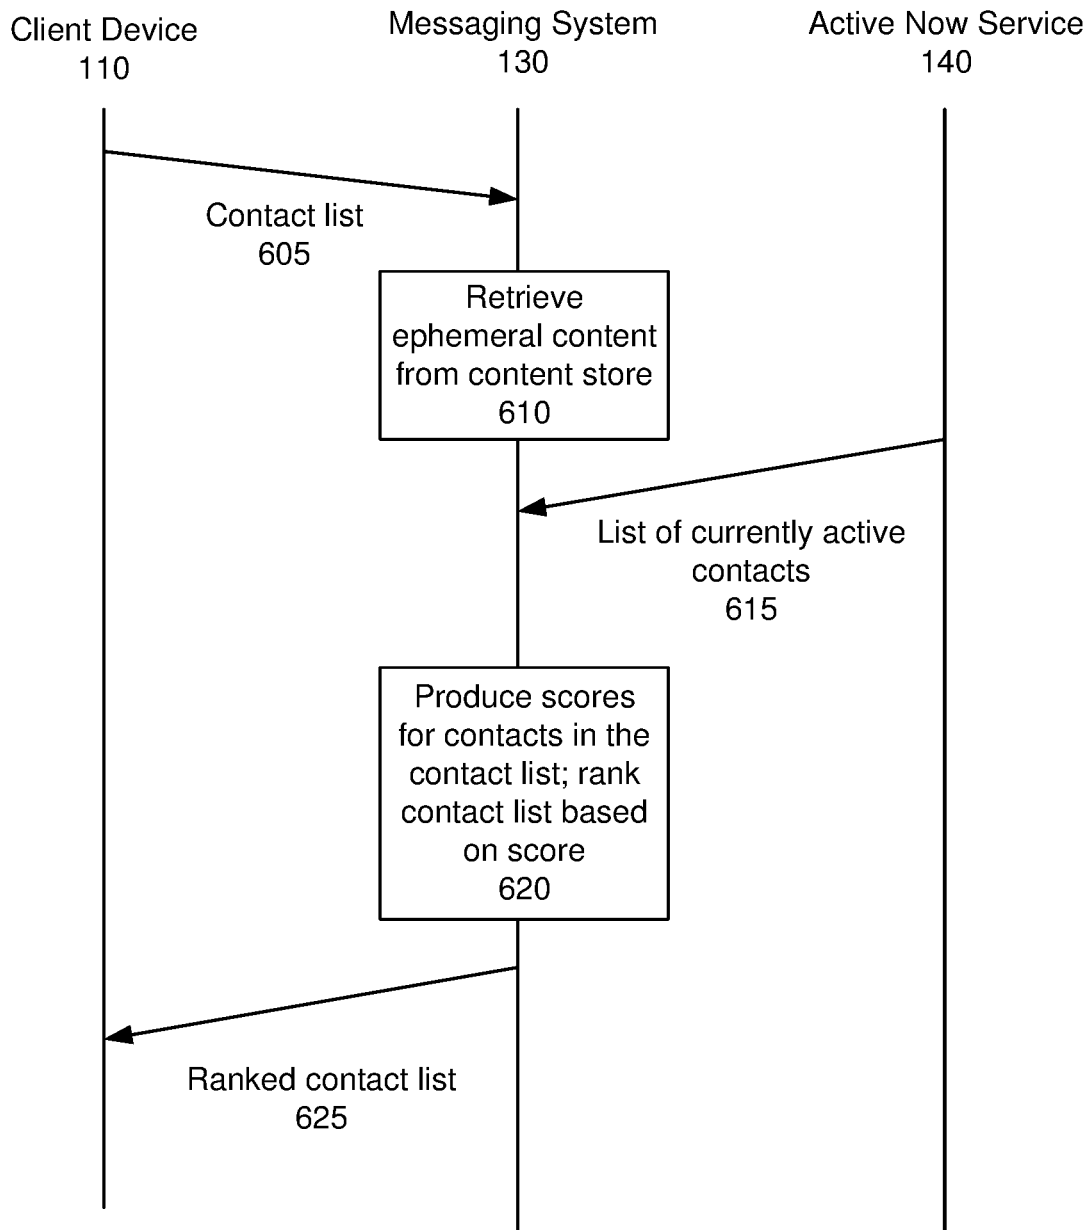 Client Device
110
Messaging System
130
Active Now Service
140
Contact list
605
Retrieve
ephemeral content
from content store
610
List of currently active
contacts
615
Produce scores
for contacts in the
contact list; rank
contact list based
on score
620
Ranked contact list
625